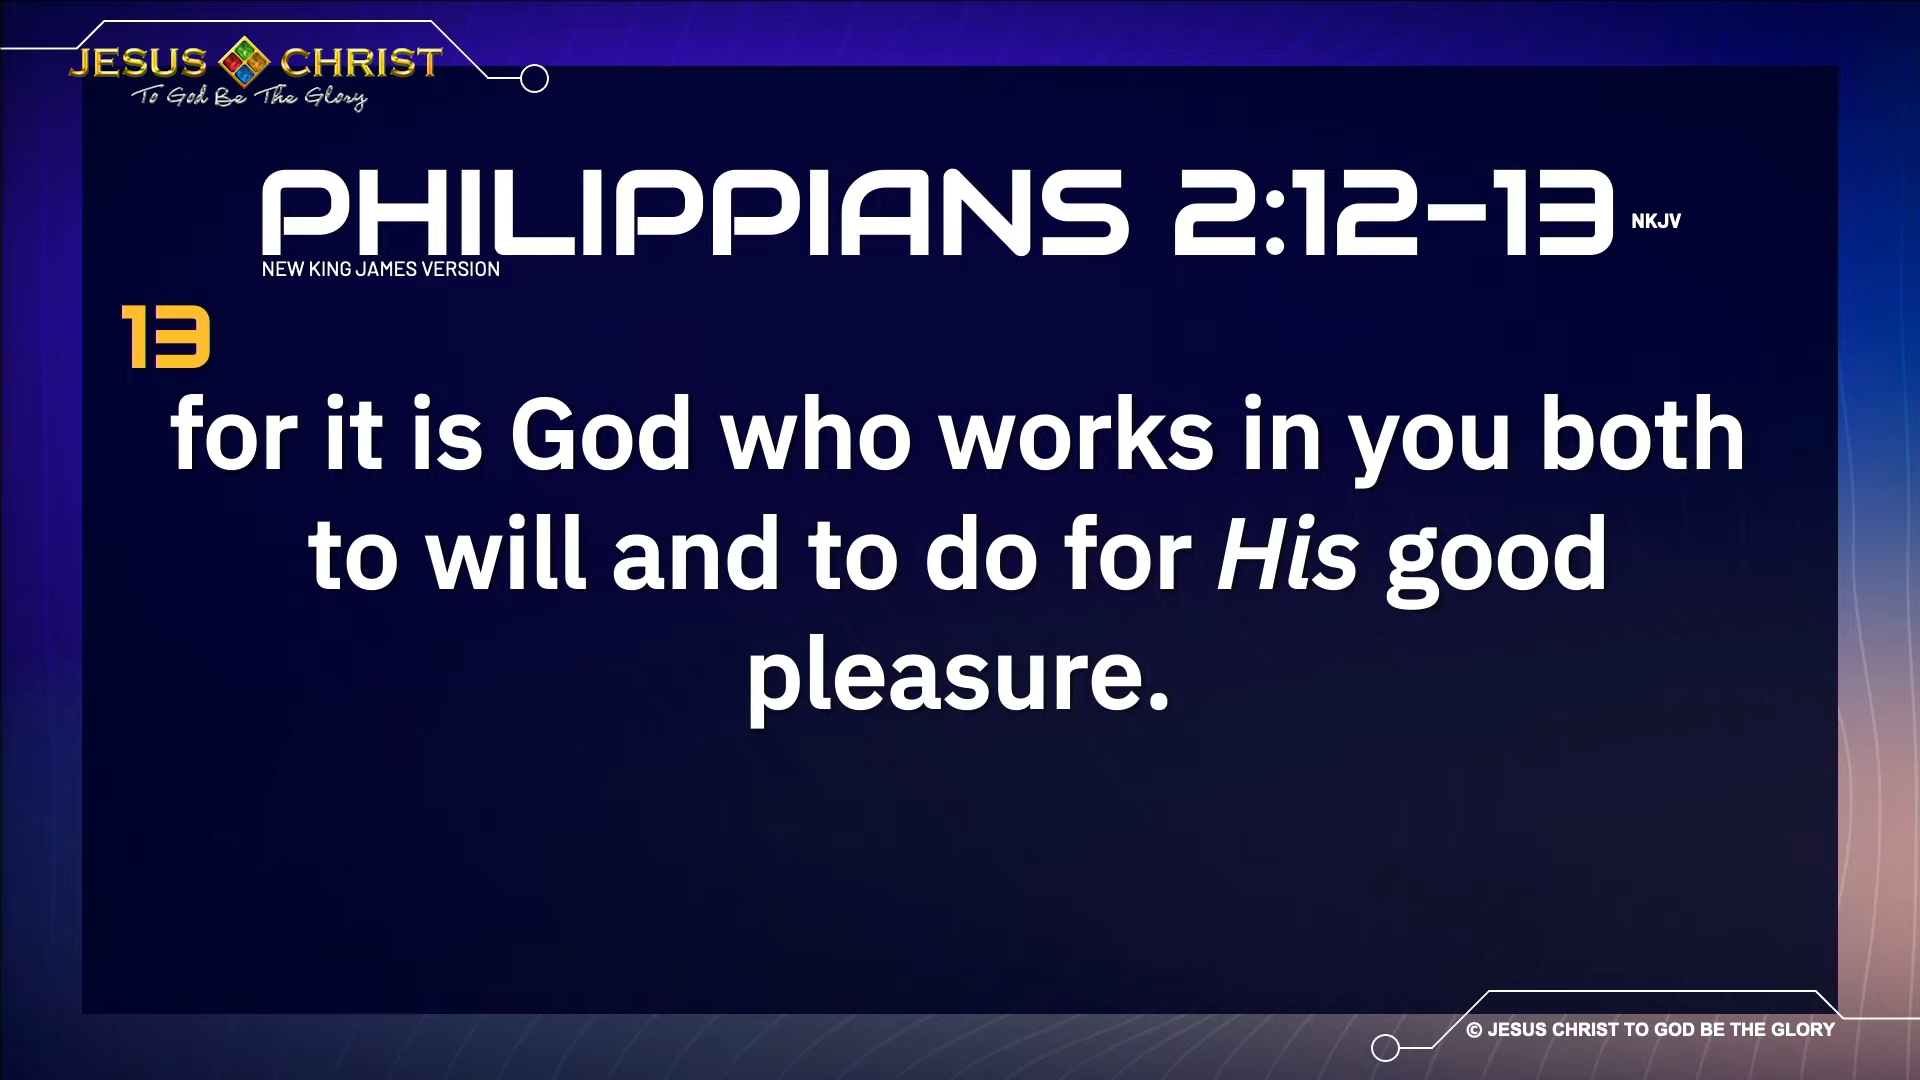 JESUS CHRIST
To God Be The Glory
PHILIPPIANS 2:12-13 NKJV
NEW KING JAMES VERSION
13
for it is God who works in you both
to will and to do for His good
pleasure.
© JESUS CHRIST TO GOD BE THE GLORY